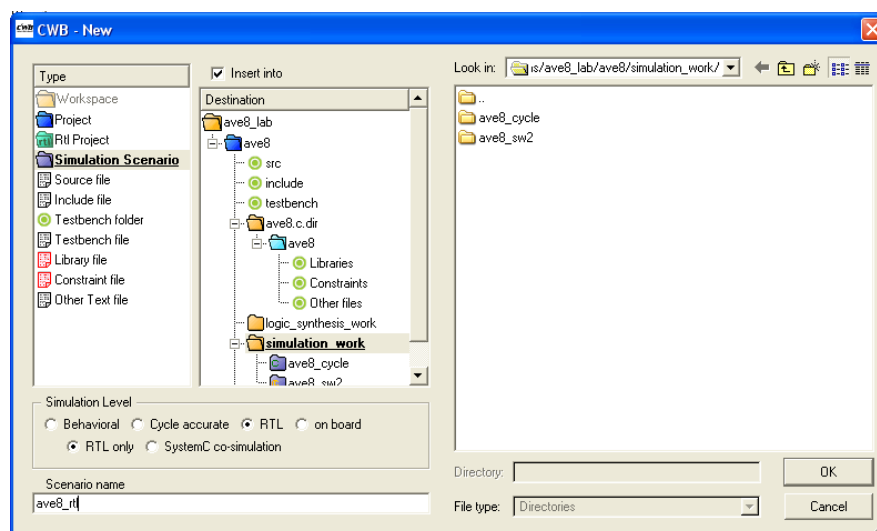 CWB - New
Type
Workspace
Project
Rtl Project
Simulation Scenario
Source file
Include file
Testbench folder
Testbench file
Library file
Constraint file
Other Text file
Insert into
Destination
ave8_lab
ave8
src
include
testbench
ave8.c.dir
ave8
Libraries
Constraints
Other files
logic_synthesis_work
simulation_work
ave8_cycle
ave8_sw2
Look in: ıs/ave8_lab/ave8/simulation_work/
..
ave8_cycle
ave8_sw2
Simulation Level
Behavioral Cycle accurate RTL on board
RTL only SystemC co-simulation
Scenario name
ave8_rtl
Directory:
OK
File type: Directories
Cancel